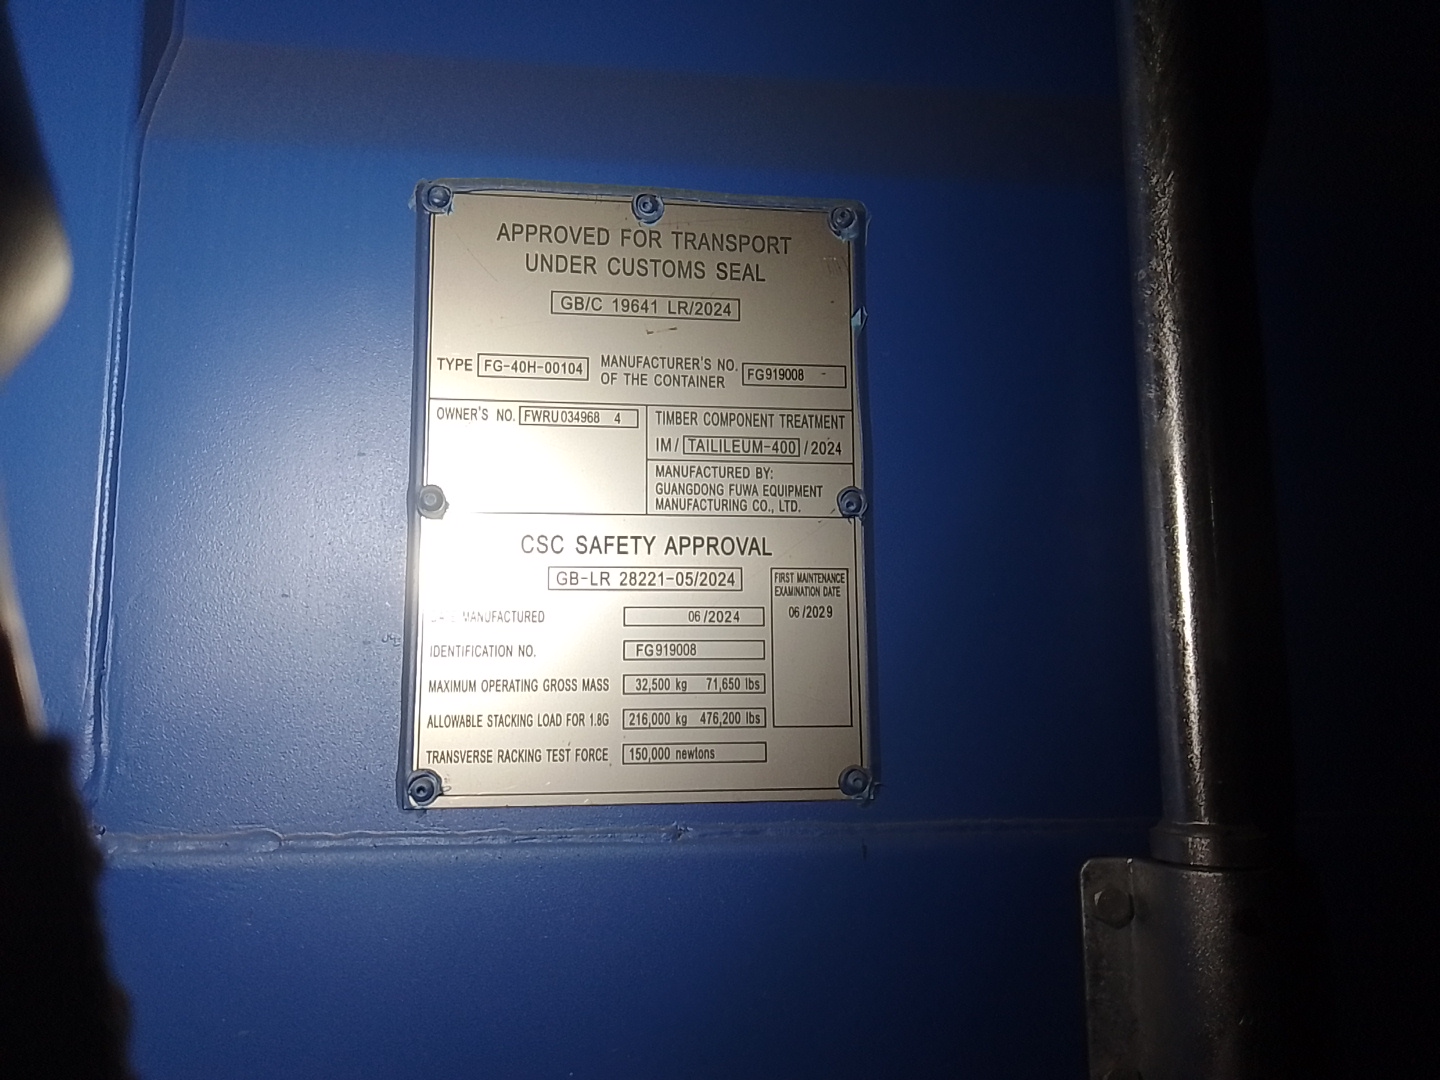 APPROVED FOR TRANSPORT
UNDER CUSTOMS SEAL
GB/C 19641 LR/2024
TYPE FG-40H-00104
MANUFACTURER'S NO.
OF THE CONTAINER FG919008
OWNER'S NO. FWRU034968 4
TIMBER COMPONENT TREATMENT
IM/ TAILILEUM-400 /2024
MANUFACTURED BY:
GUANGDONG FUWA EQUIPMENT
MANUFACTURING CO., LTD.
CSC SAFETY APPROVAL
GB-LR 28221-05/2024
FIRST MAINTENANCE
EXAMINATION DATE
06/2029
MANUFACTURED 06/2024
IDENTIFICATION NO. FG919008
MAXIMUM OPERATING GROSS MASS 32,500 kg 71,650 lbs
ALLOWABLE STACKING LOAD FOR 1.8G 216,000 kg 476,200 lbs
TRANSVERSE RACKING TEST FORCE 150,000 newtons